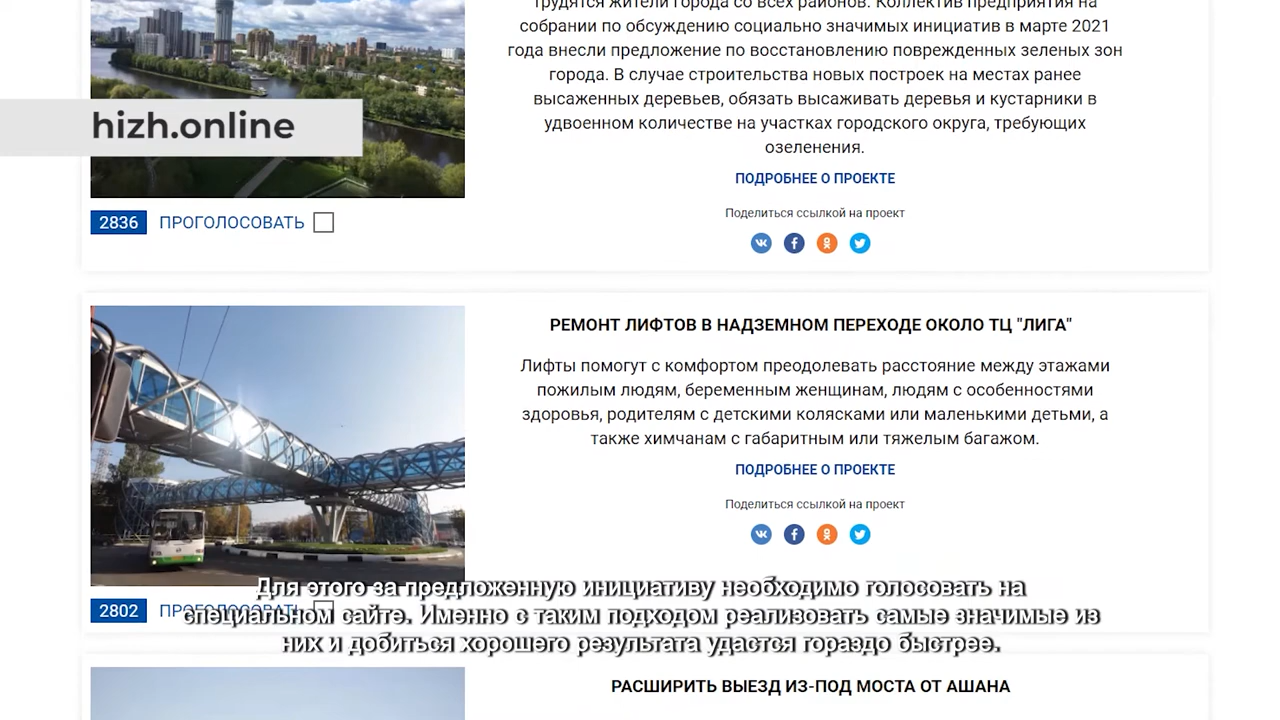 трудятся жители города со всех районов. Коллектив предприятия на
собрании по обсуждению социально значимых инициатив в марте 2021
года внесли предложение по восстановлению поврежденных зеленых зон
города. В случае строительства новых построек на местах ранее
высаженных деревьев, обязать высаживать деревья и кустарники в
удвоенном количестве на участках городского округа, требующих
озеленения.
ПОДРОБНЕЕ О ПРОЕКТЕ
Поделиться ссылкой на проект
hizh.online
2836 ПРОГОЛОСОВАТЬ
РЕМОНТ ЛИФТОВ В НАДЗЕМНОМ ПЕРЕХОДЕ ОКОЛО ТЦ "ЛИГА"
Лифты помогут с комфортом преодолевать расстояние между этажами
пожилым людям, беременным женщинам, людям с особенностями
здоровья, родителям с детскими колясками или маленькими детьми, а
также химчанам с габаритным или тяжелым багажом.
ПОДРОБНЕЕ О ПРОЕКТЕ
Поделиться ссылкой на проект
2802 ПРОГОЛОСОВАТЬ
Для этого за предложенную инициативу необходимо голосовать на
специальном сайте. Именно с таким подходом реализовать самые значимые из
них и добиться хорошего результата удастся гораздо быстрее.
РАСШИРИТЬ ВЫЕЗД ИЗ-ПОД МОСТА ОТ АШАНА